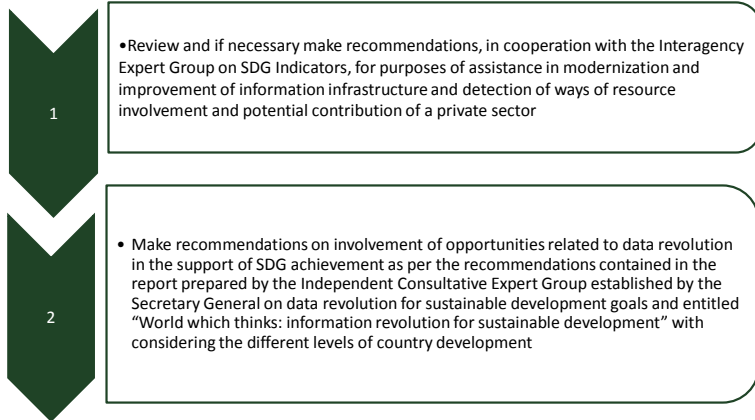 1
•Review and if necessary make recommendations, in cooperation with the Interagency
Expert Group on SDG Indicators, for purposes of assistance in modernization and
improvement of information infrastructure and detection of ways of resource
involvement and potential contribution of a private sector
2
• Make recommendations on involvement of opportunities related to data revolution
in the support of SDG achievement as per the recommendations contained in the
report prepared by the Independent Consultative Expert Group established by the
Secretary General on data revolution for sustainable development goals and entitled
“World which thinks: information revolution for sustainable development” with
considering the different levels of country development